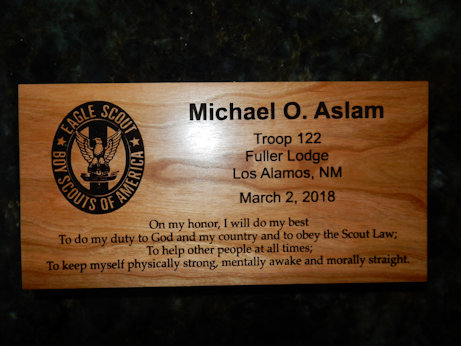 EAGLE SCOUT
BOY SCOUTS OF AMERICA
Michael O. Aslam
Troop 122
Fuller Lodge
Los Alamos, NM
March 2, 2018
On my honor, I will do my best
To do my duty to God and my country and to obey the Scout Law;
To help other people at all times;
To keep myself physically strong, mentally awake and morally straight.